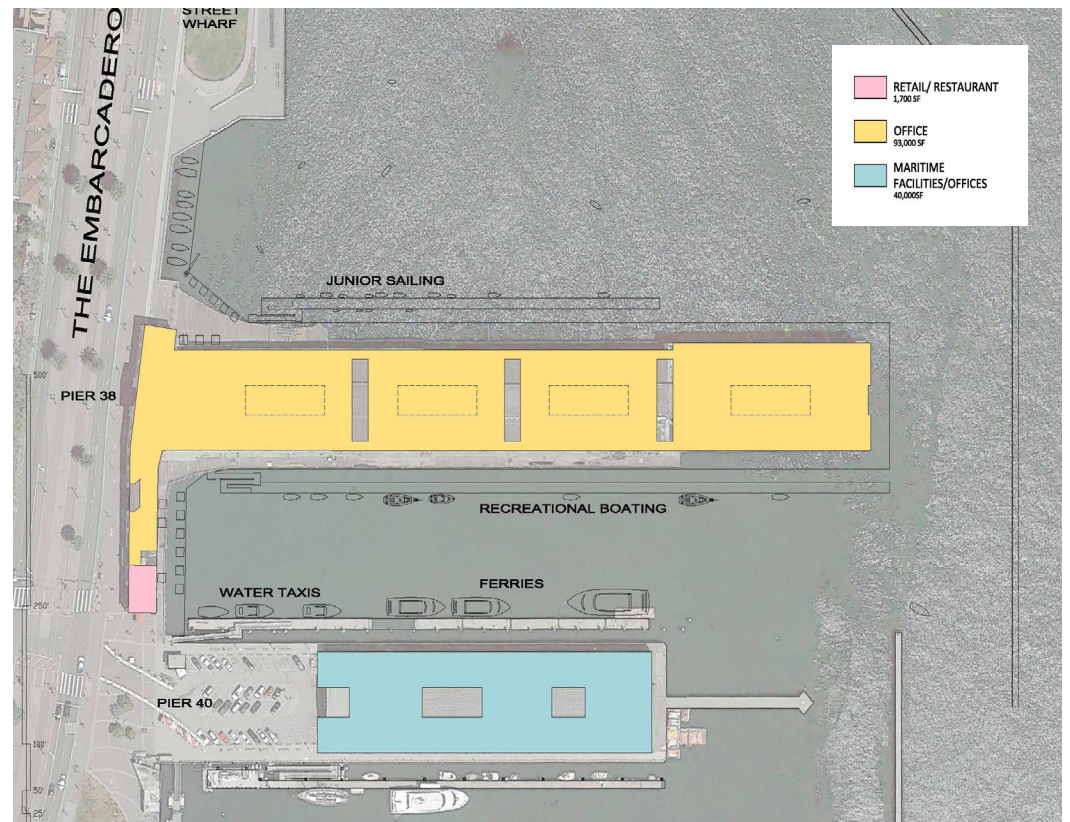 STREET
WHARF
THE EMBARCADERO
RETAIL/ RESTAURANT
1,700 SF
OFFICE
93,000 SF
MARITIME
FACILITIES/OFFICES
40,000SF
JUNIOR SAILING
500'
PIER 38
RECREATIONAL BOATING
WATER TAXIS
FERRIES
250'
PIER 40
100'
50'
25'